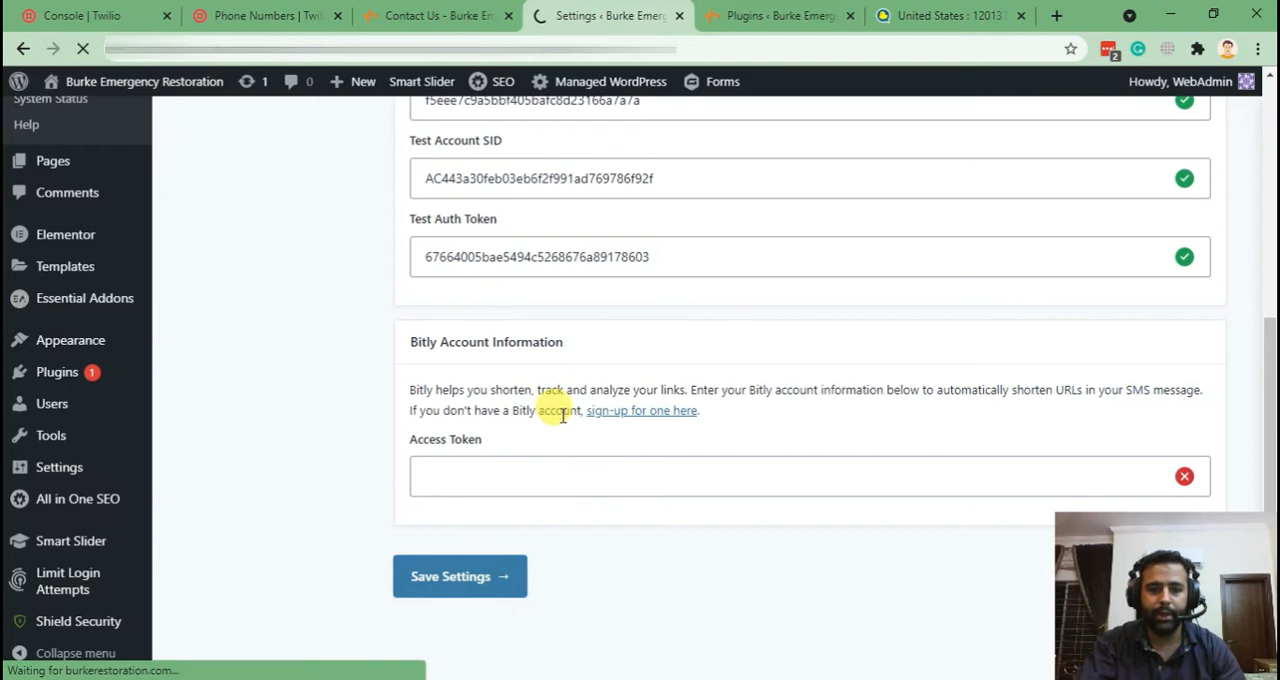 Console | Twilio
Phone Numbers | Twi
Contact Us - Burke Em
Settings ‹ Burke Emerg
Plugins ‹ Burke Emerg
United States : 120137
2
Burke Emergency Restoration
1
0
New
Smart Slider
SEO
Managed WordPress
Forms
Howdy, WebAdmin
System Status
Help
Pages
Comments
Elementor
Templates
Essential Addons
Appearance
Plugins 1
Users
Tools
Settings
All in One SEO
Smart Slider
Limit Login
Attempts
Shield Security
Collapse menu
f5eee7c9a5bbf405bafc8d23166a7a7a
Test Account SID
AC443a30feb03eb6f2f991ad769786f92f
Test Auth Token
67664005bae5494c5268676a89178603
Bitly Account Information
Bitly helps you shorten, track and analyze your links. Enter your Bitly account information below to automatically shorten URLs in your SMS message.
If you don't have a Bitly account, sign-up for one here.
Access Token
Save Settings →
Waiting for burkerestoration.com...